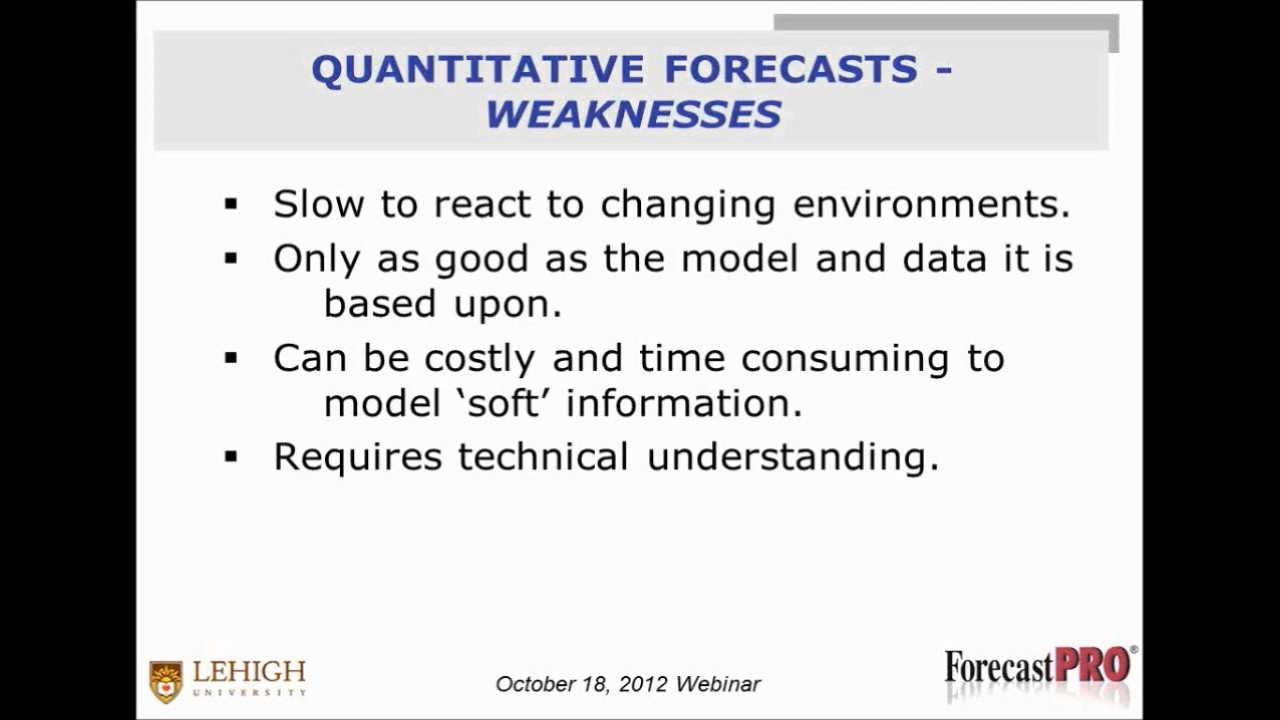 QUANTITATIVE FORECASTS -
WEAKNESSES
▪ Slow to react to changing environments.
▪ Only as good as the model and data it is
based upon.
▪ Can be costly and time consuming to
model ‘soft’ information.
▪ Requires technical understanding.
LEHIGH
UNIVERSITY
October 18, 2012 Webinar
ForecastPRO®